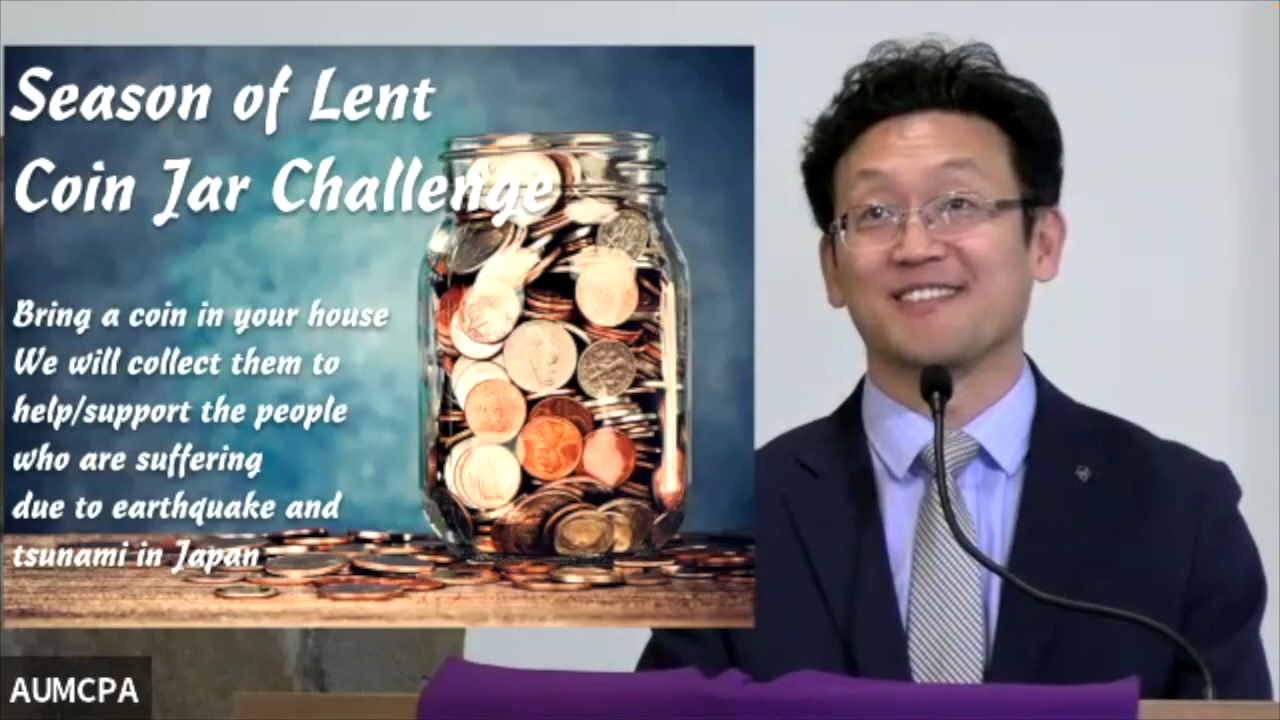 Season of Lent
Coin Jar Challenge
Bring a coin in your house
We will collect them to
help/support the people
who are suffering
due to earthquake and
tsunami in Japan
AUMCPA